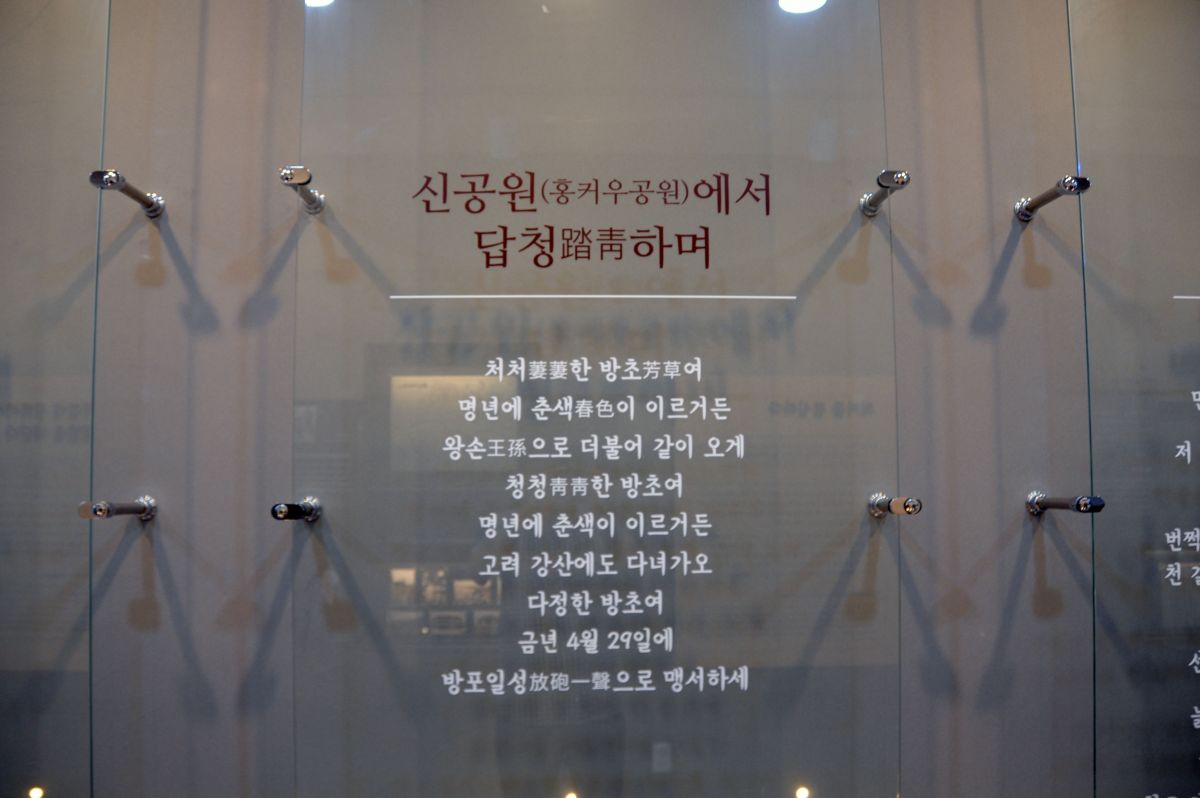 신공원(홍커우공원)에서
답청踏靑하며
처처萋萋한 방초芳草여
명년에 춘색春色이 이르거든
왕손王孫으로 더불어 같이 오게
청청靑靑한 방초여
명년에 춘색이 이르거든
고려 강산에도 다녀가오
다정한 방초여
금년 4월 29일에
방포일성放砲一聲으로 맹서하세
저
번쩍
천